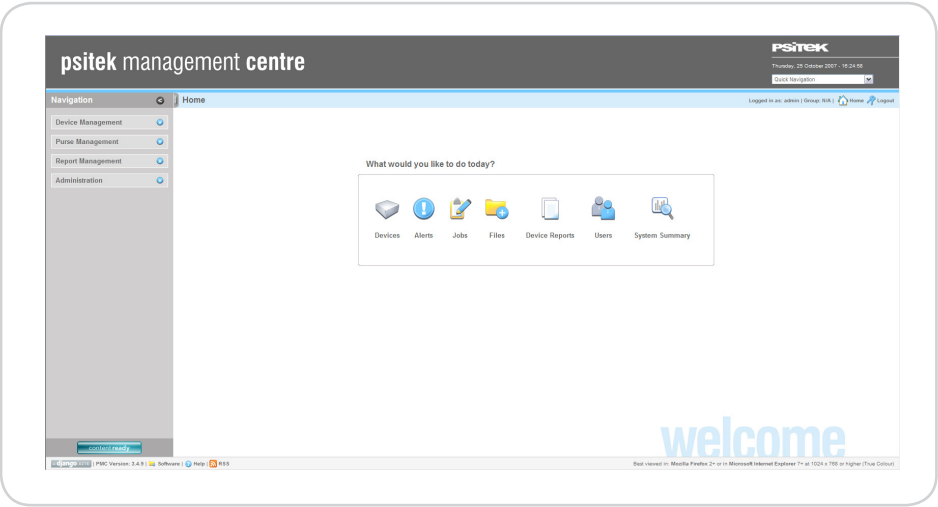 psitek management centre
PSiTEK
Thursday, 25 October 2007 - 16:24:58
Quick Navigation
Navigation
Home
Logged in as: admin | Group: N/A | Home Logout
Device Management
Purse Management
Report Management
Administration
What would you like to do today?
Devices Alerts Jobs Files Device Reports Users System Summary
welcome
contentready
django | PMC Version: 3.4.9 | Software | Help | RSS
Best viewed in: Mozilla Firefox 2+ or in Microsoft Internet Explorer 7+ at 1024 x 768 or higher (True Colour)